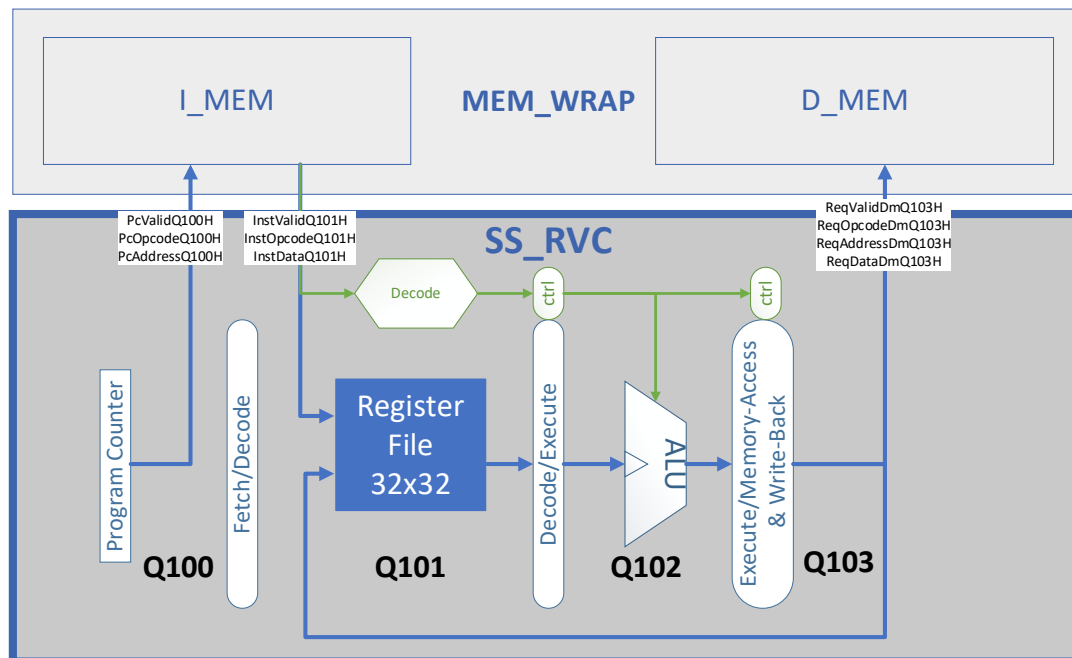 I_MEM
MEM_WRAP
D_MEM
PcValidQ100H
PcOpcodeQ100H
PcAddressQ100H
InstValidQ101H
InstOpcodeQ101H
InstDataQ101H
ReqValidDmQ103H
ReqOpcodeDmQ103H
ReqAddressDmQ103H
ReqDataDmQ103H
SS_RVC
Decode
ctrl
ctrl
Program Counter
Fetch/Decode
Register
File
32x32
Decode/Execute
ALU
Execute/Memory-Access
& Write-Back
Q100
Q101
Q102
Q103